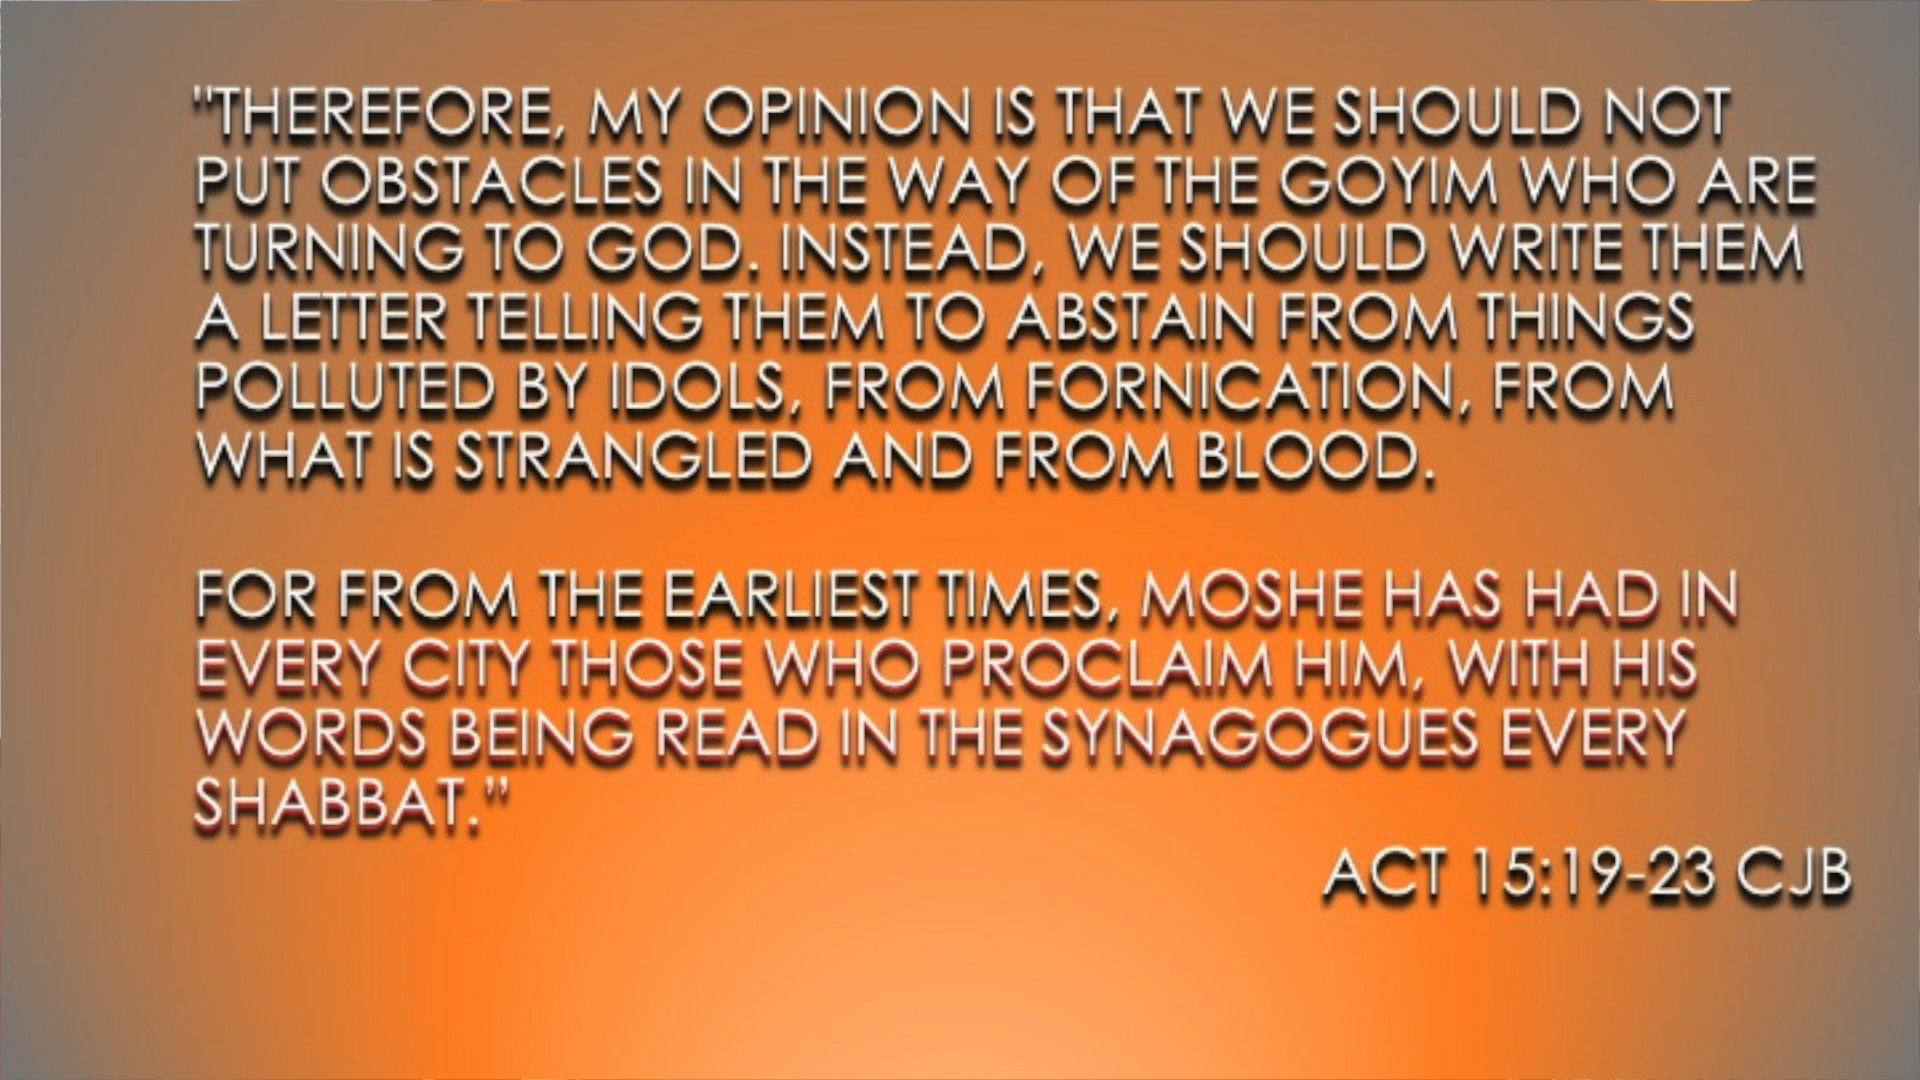 "THEREFORE, MY OPINION IS THAT WE SHOULD NOT
PUT OBSTACLES IN THE WAY OF THE GOYIM WHO ARE
TURNING TO GOD. INSTEAD, WE SHOULD WRITE THEM
A LETTER TELLING THEM TO ABSTAIN FROM THINGS
POLLUTED BY IDOLS, FROM FORNICATION, FROM
WHAT IS STRANGLED AND FROM BLOOD.
FOR FROM THE EARLIEST TIMES, MOSHE HAS HAD IN
EVERY CITY THOSE WHO PROCLAIM HIM, WITH HIS
WORDS BEING READ IN THE SYNAGOGUES EVERY
SHABBAT."
ACT 15:19-23 CJB